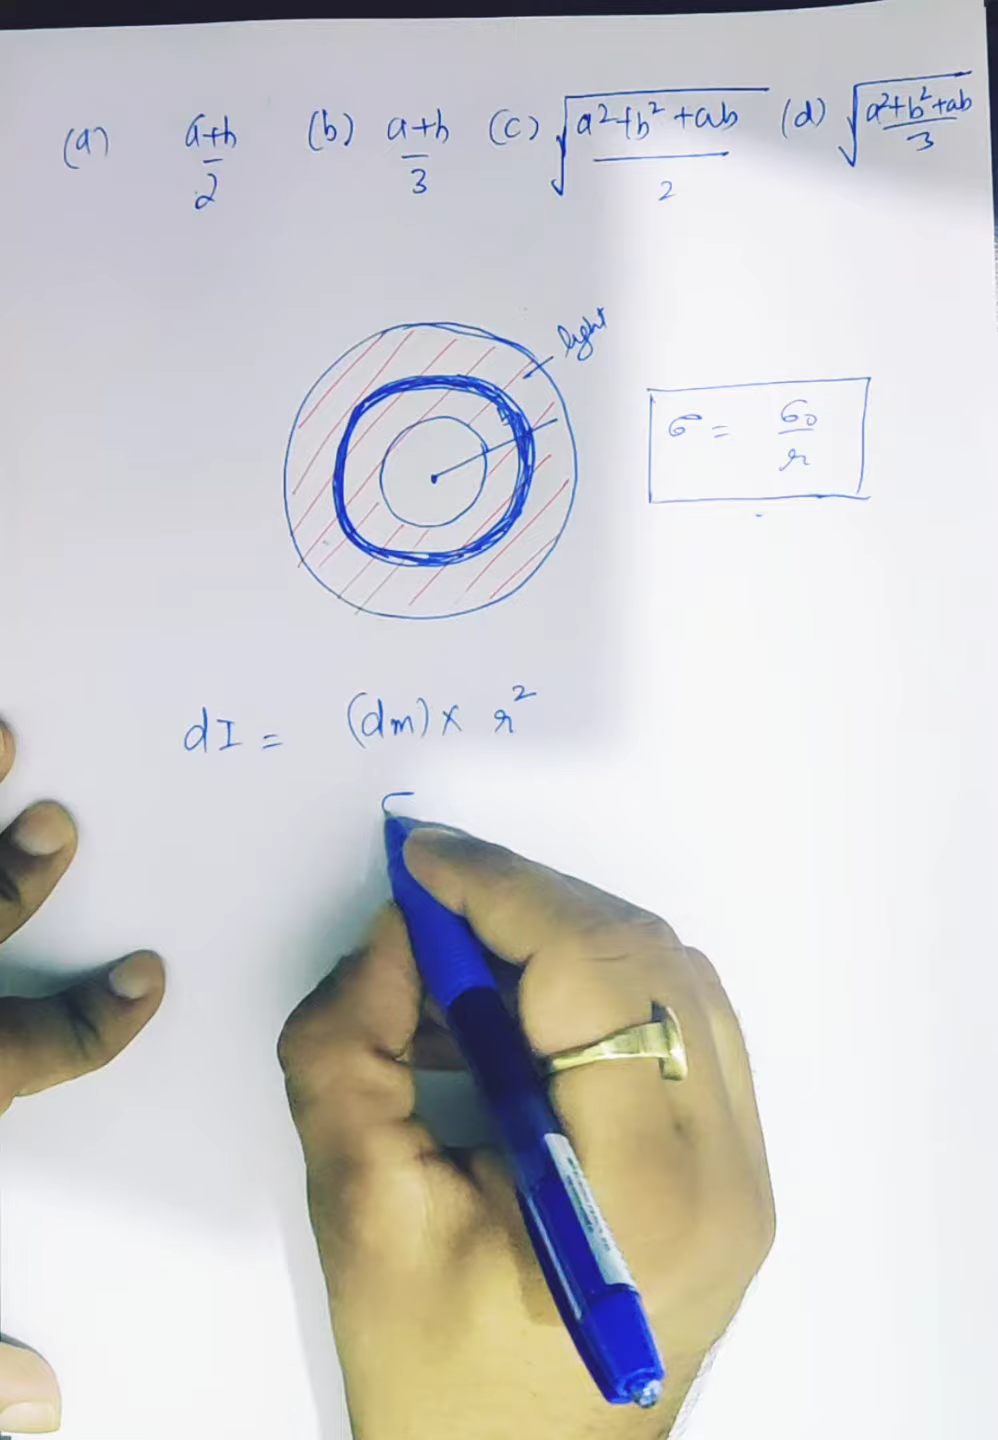 (a) a+b/2 (b) a+b/3 (c) √(a²+b²+ab/2) (d) √(a²+b²+ab/3)
light
σ = σ₀/r
dI = (dm) × r²